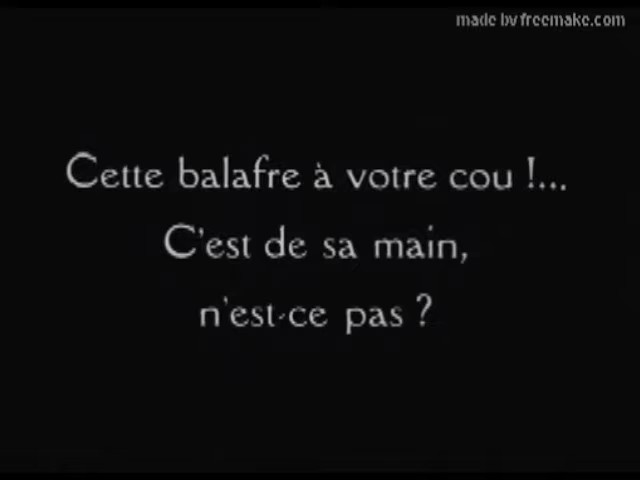 made by freemake.com
Cette balafre à votre cou !...
C'est de sa main,
n'est-ce pas ?